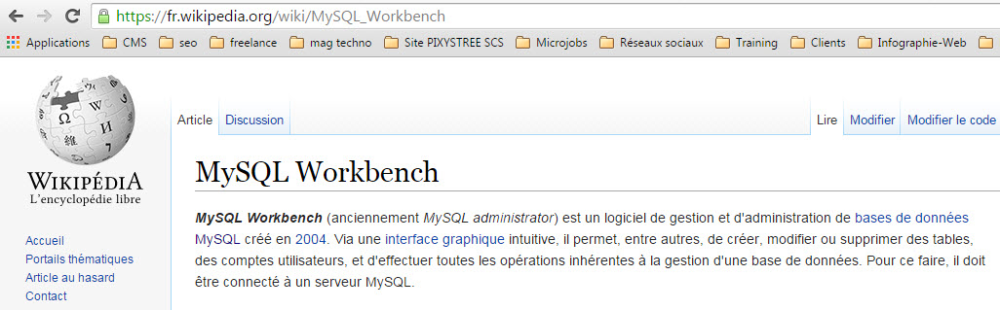 https://fr.wikipedia.org/wiki/MySQL_Workbench
Applications CMS seo freelance mag techno Site PIXYSTREE SCS Microjobs Réseaux sociaux Training Clients Infographie-Web
WIKIPÉDIA
L'encyclopédie libre
Accueil
Portails thématiques
Article au hasard
Contact
Article Discussion Lire Modifier Modifier le code
MySQL Workbench
MySQL Workbench (anciennement MySQL administrator) est un logiciel de gestion et d'administration de bases de données
MySQL créé en 2004. Via une interface graphique intuitive, il permet, entre autres, de créer, modifier ou supprimer des tables,
des comptes utilisateurs, et d'effectuer toutes les opérations inhérentes à la gestion d'une base de données. Pour ce faire, il doit
être connecté à un serveur MySQL.